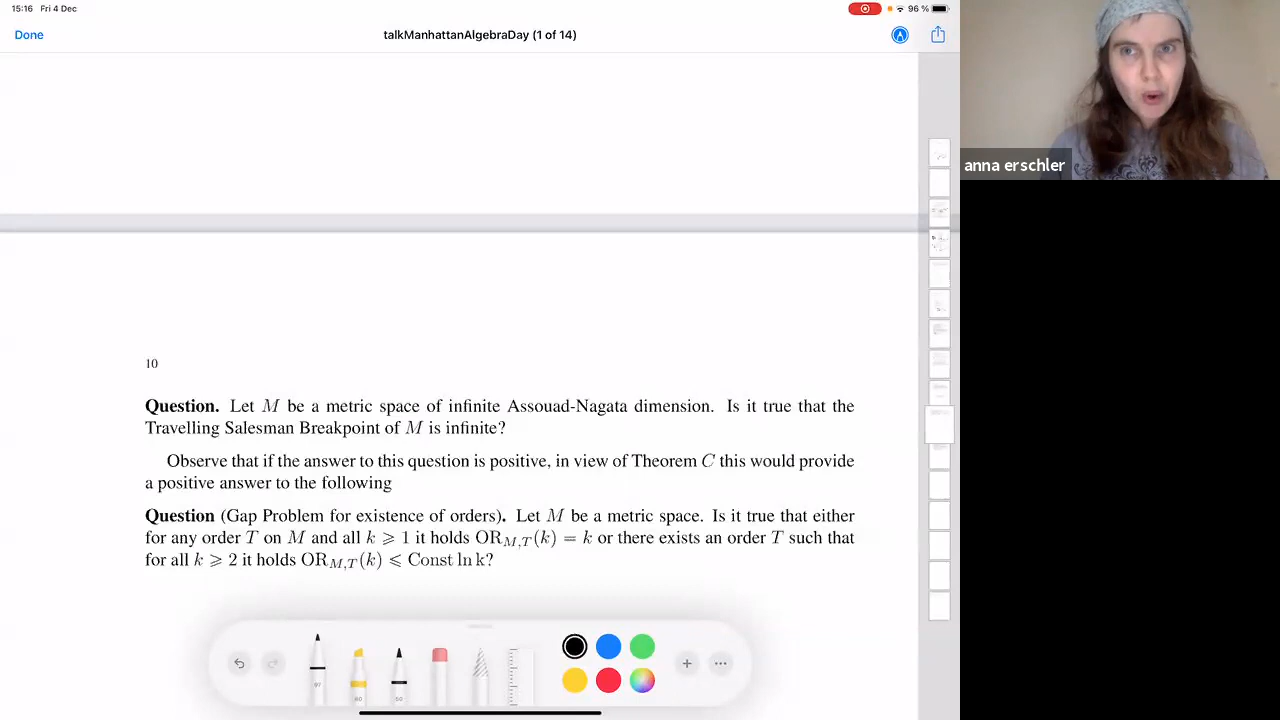 15:16 Fri 4 Dec
96 %
Done
talkManhattanAlgebraDay (1 of 14)
anna erschler
10
Question. Let M be a metric space of infinite Assouad-Nagata dimension. Is it true that the
Travelling Salesman Breakpoint of M is infinite?
Observe that if the answer to this question is positive, in view of Theorem C this would provide
a positive answer to the following
Question (Gap Problem for existence of orders). Let M be a metric space. Is it true that either
for any order T on M and all k ⩾ 1 it holds OR_{M,T}(k) = k or there exists an order T such that
for all k ⩾ 2 it holds OR_{M,T}(k) ⩽ Const ln k?
97